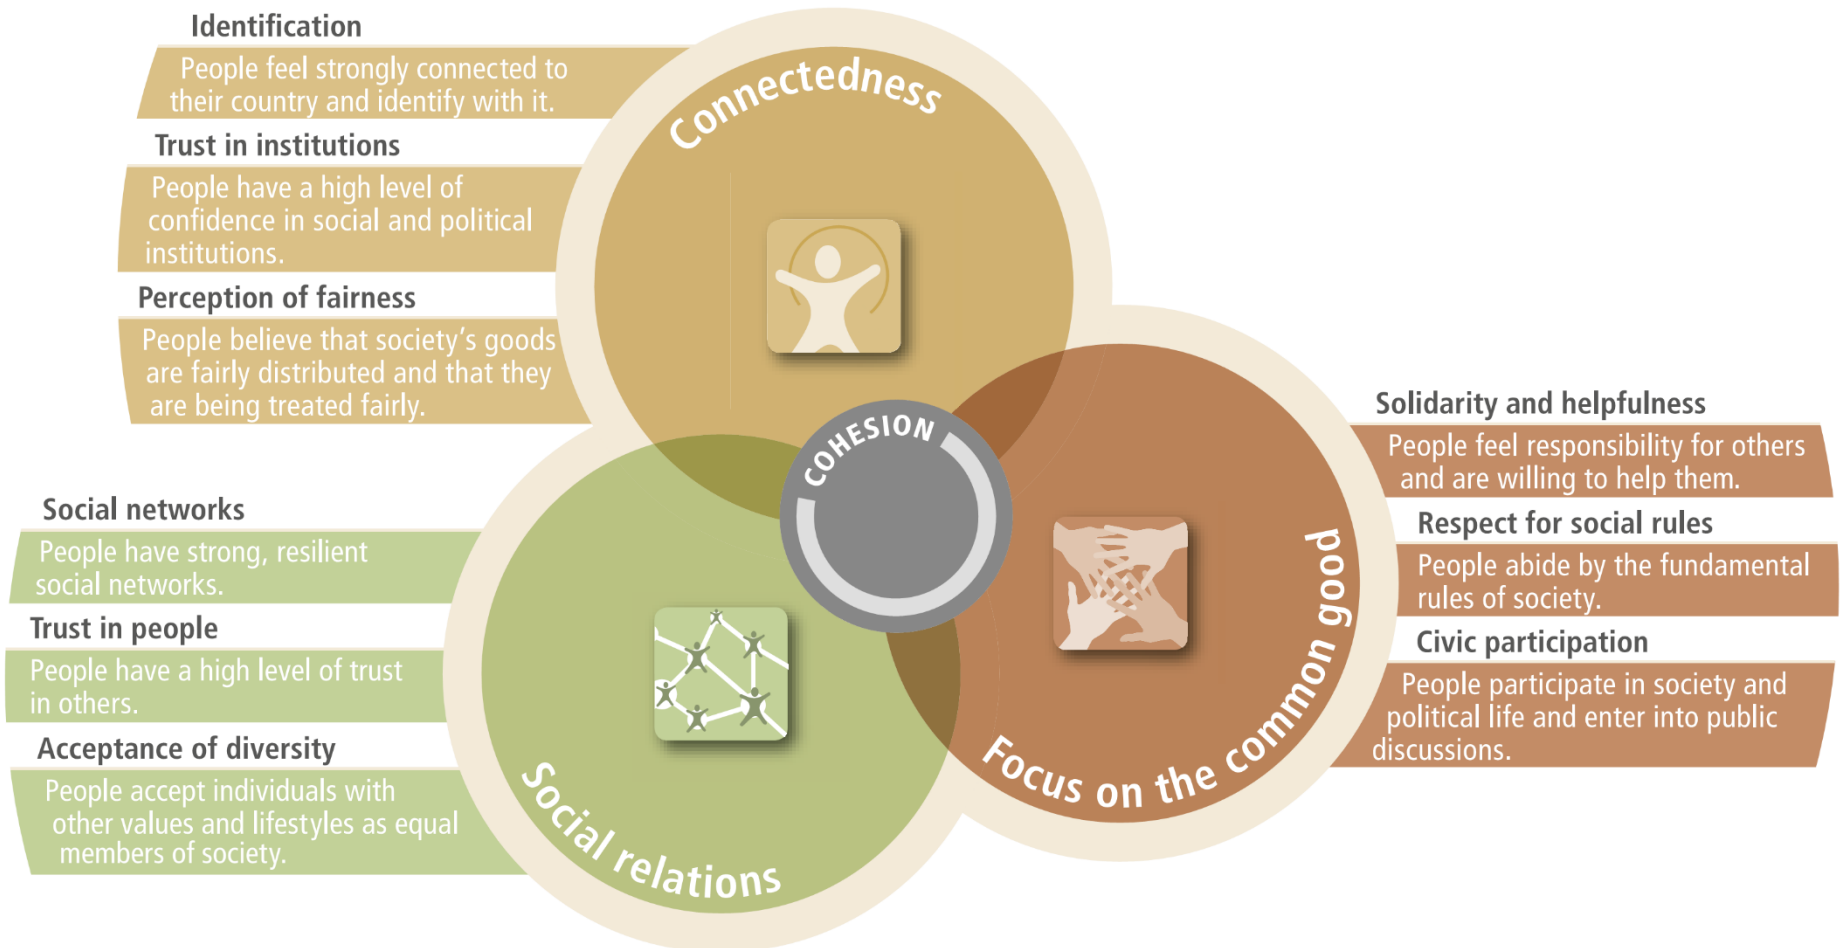 Identification
People feel strongly connected to
their country and identify with it.
Trust in institutions
People have a high level of
confidence in social and political
institutions.
Perception of fairness
People believe that society’s goods
are fairly distributed and that they
are being treated fairly.
Connectedness
COHESION
Social networks
People have strong, resilient
social networks.
Trust in people
People have a high level of trust
in others.
Acceptance of diversity
People accept individuals with
other values and lifestyles as equal
members of society.
Social relations
Focus on the common good
Solidarity and helpfulness
People feel responsibility for others
and are willing to help them.
Respect for social rules
People abide by the fundamental
rules of society.
Civic participation
People participate in society and
political life and enter into public
discussions.